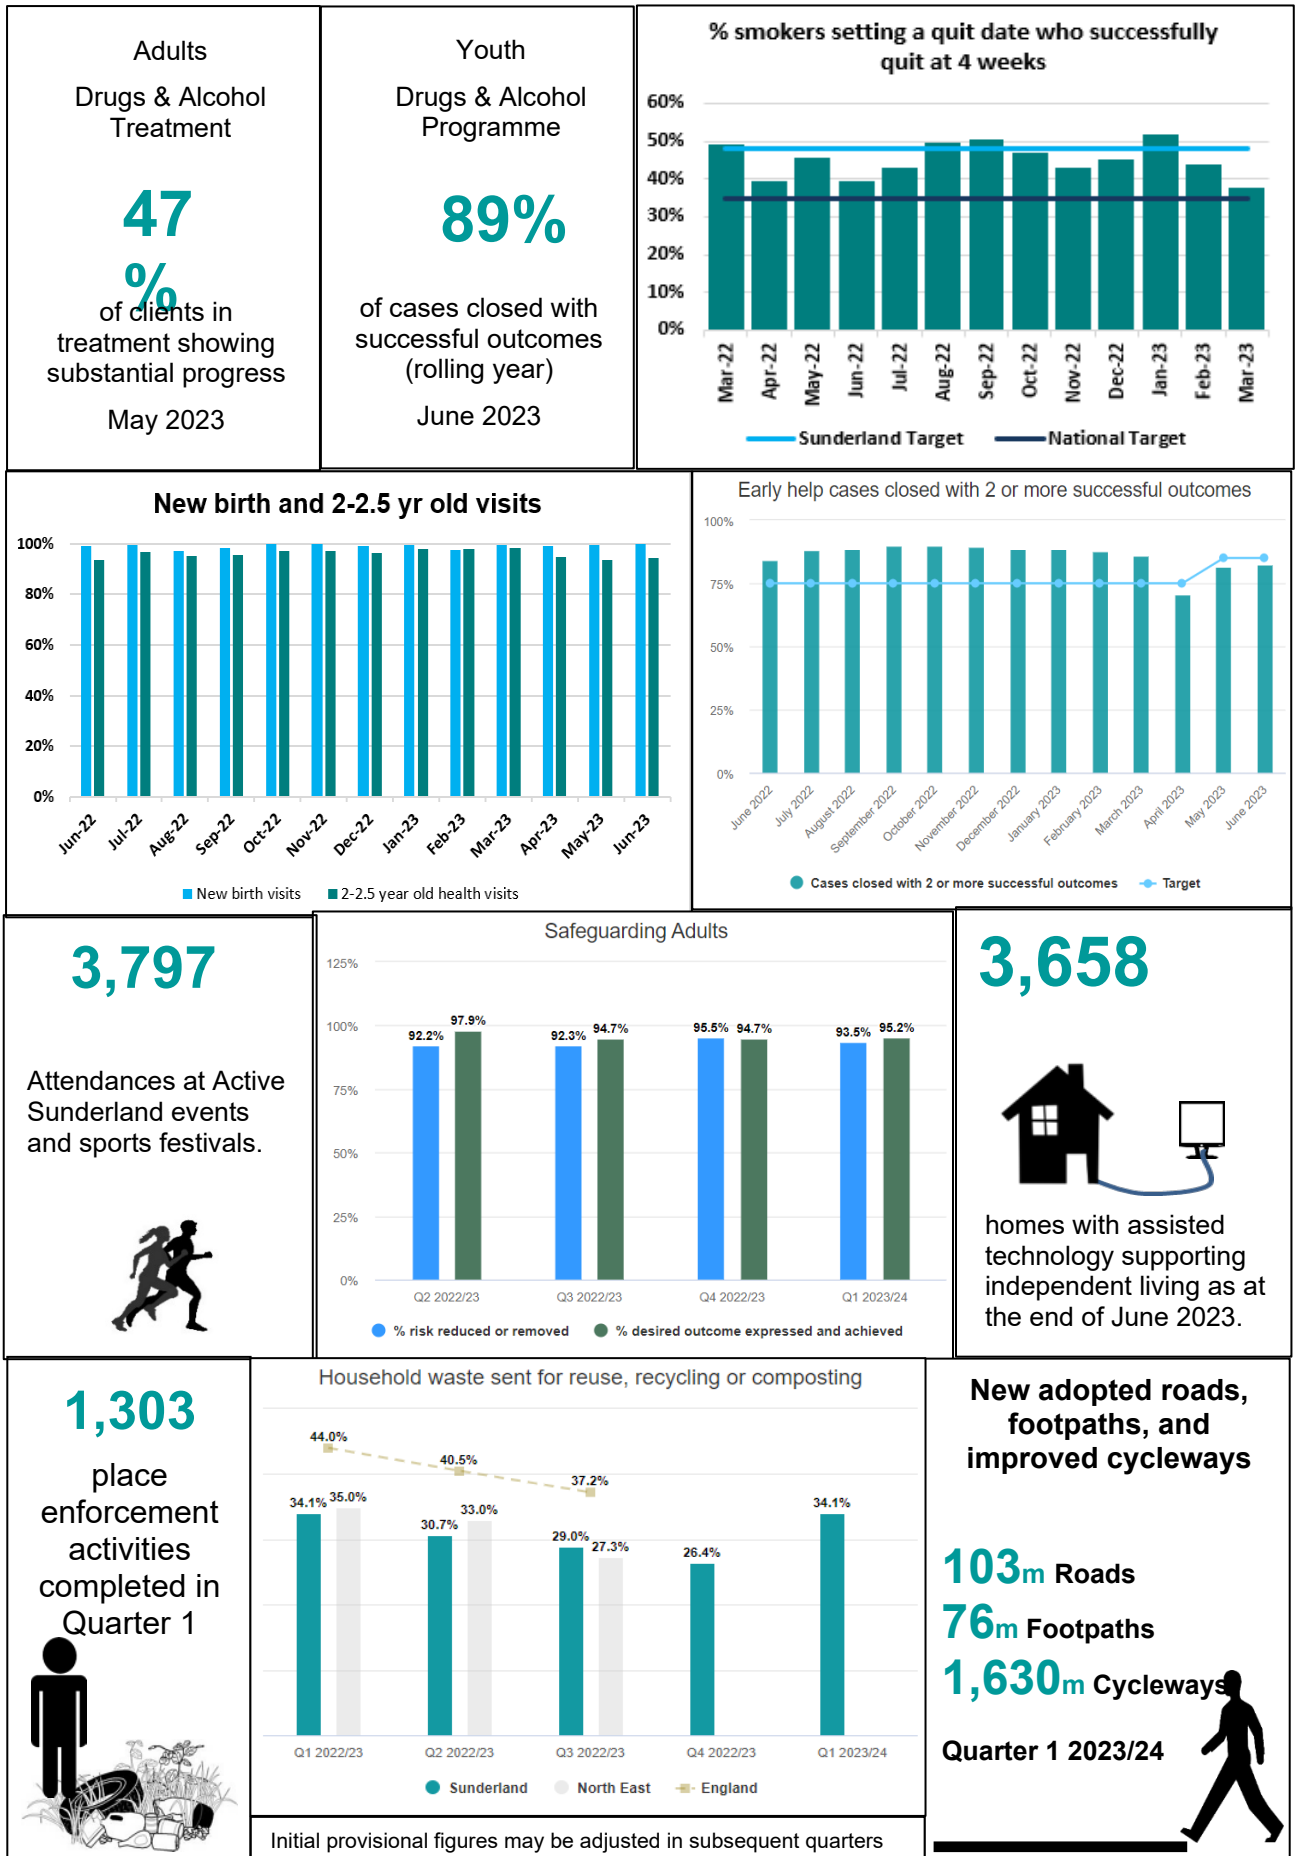 Adults
Drugs & Alcohol
Treatment
47
%
of clients in
treatment showing
substantial progress
May 2023
Youth
Drugs & Alcohol
Programme
89%
of cases closed with
successful outcomes
(rolling year)
June 2023
% smokers setting a quit date who successfully
quit at 4 weeks
60%
50%
40%
30%
20%
10%
0%
Mar-22
Apr-22
May-22
Jun-22
Jul-22
Aug-22
Sep-22
Oct-22
Nov-22
Dec-22
Jan-23
Feb-23
Mar-23
Sunderland Target
National Target
New birth and 2-2.5 yr old visits
100%
80%
60%
40%
20%
0%
Jun-22
Jul-22
Aug-22
Sep-22
Oct-22
Nov-22
Dec-22
Jan-23
Feb-23
Mar-23
Apr-23
May-23
Jun-23
New birth visits
2-2.5 year old health visits
Early help cases closed with 2 or more successful outcomes
100%
75%
50%
25%
0%
June 2022
July 2022
August 2022
September 2022
October 2022
November 2022
December 2022
January 2023
February 2023
March 2023
April 2023
May 2023
June 2023
Cases closed with 2 or more successful outcomes
Target
3,797
Attendances at Active
Sunderland events
and sports festivals.
Safeguarding Adults
125%
100%
75%
50%
25%
0%
92.2%
97.9%
92.3%
94.7%
95.5%
94.7%
93.5%
95.2%
Q2 2022/23
Q3 2022/23
Q4 2022/23
Q1 2023/24
% risk reduced or removed
% desired outcome expressed and achieved
3,658
homes with assisted
technology supporting
independent living as at
the end of June 2023.
1,303
place
enforcement
activities
completed in
Quarter 1
Household waste sent for reuse, recycling or composting
44.0%
40.5%
37.2%
34.1%
35.0%
30.7%
33.0%
29.0%
27.3%
26.4%
34.1%
Q1 2022/23
Q2 2022/23
Q3 2022/23
Q4 2022/23
Q1 2023/24
Sunderland
North East
England
Initial provisional figures may be adjusted in subsequent quarters
New adopted roads,
footpaths, and
improved cycleways
103m Roads
76m Footpaths
1,630m Cycleways
Quarter 1 2023/24